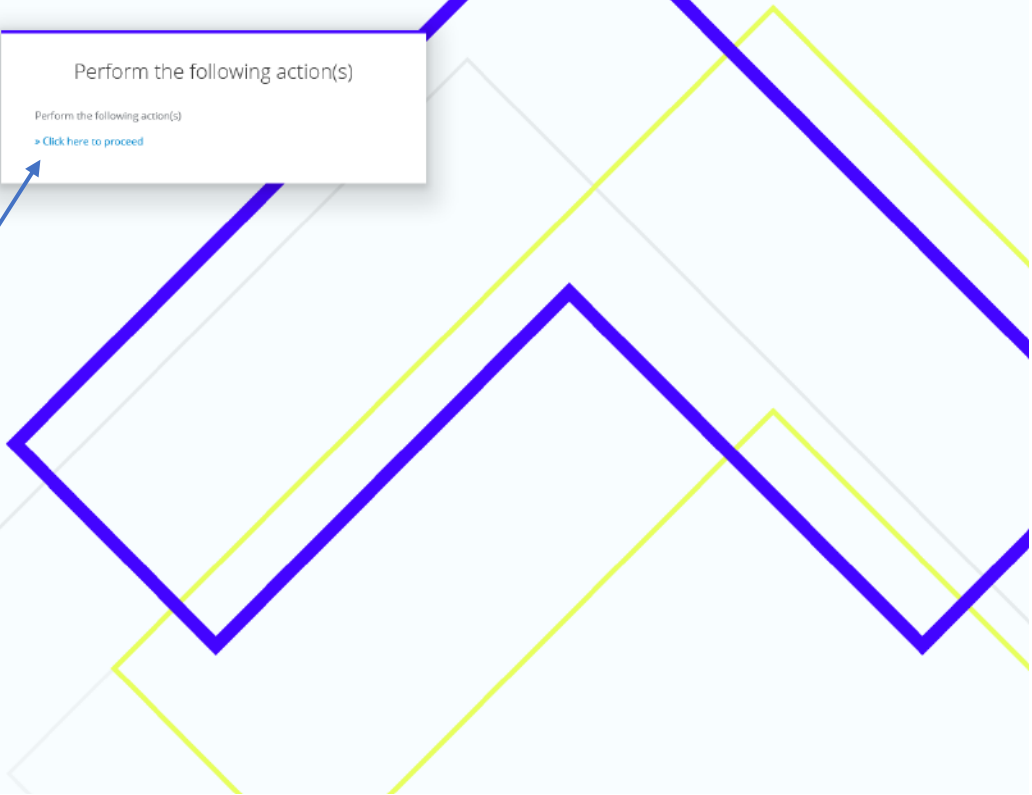 Perform the following action(s)
Perform the following action(s)
» Click here to proceed